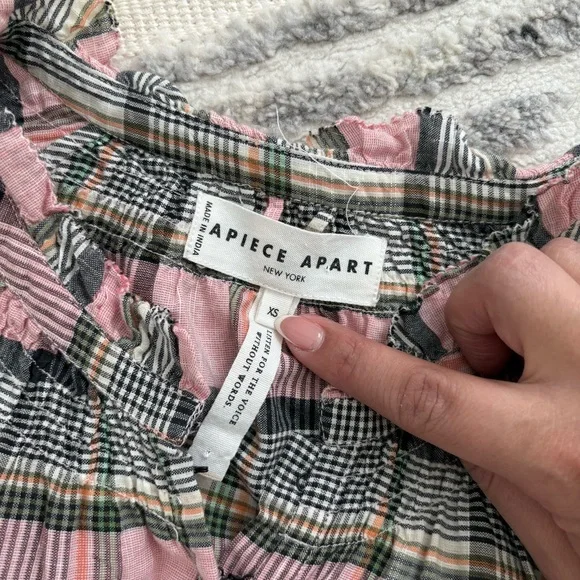 MADE IN INDIA
APIECE APART
NEW YORK
XS
LISTEN FOR THE VOICE
WITHOUT WORDS.